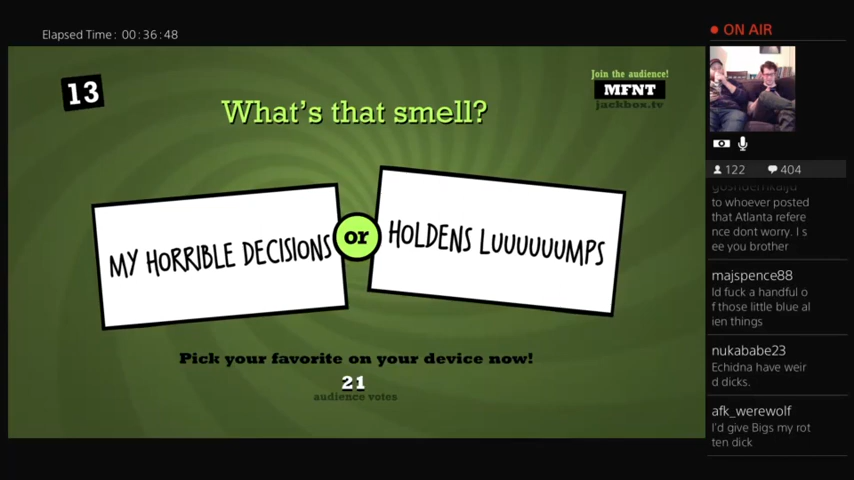 Elapsed Time: 00:36:48
ON AIR
13
What's that smell?
Join the audience!
MFNT
jackbox.tv
MY HORRIBLE DECISIONS
or
HOLDENS LUUUUUUMPS
Pick your favorite on your device now!
21
audience votes
122 404
to whoever posted
that Atlanta refere
nce dont worry. I s
ee you brother
majspence88
Id fuck a handful o
f those little blue al
ien things
nukababe23
Echidna have weir
d dicks.
afk_werewolf
I'd give Bigs my rot
ten dick